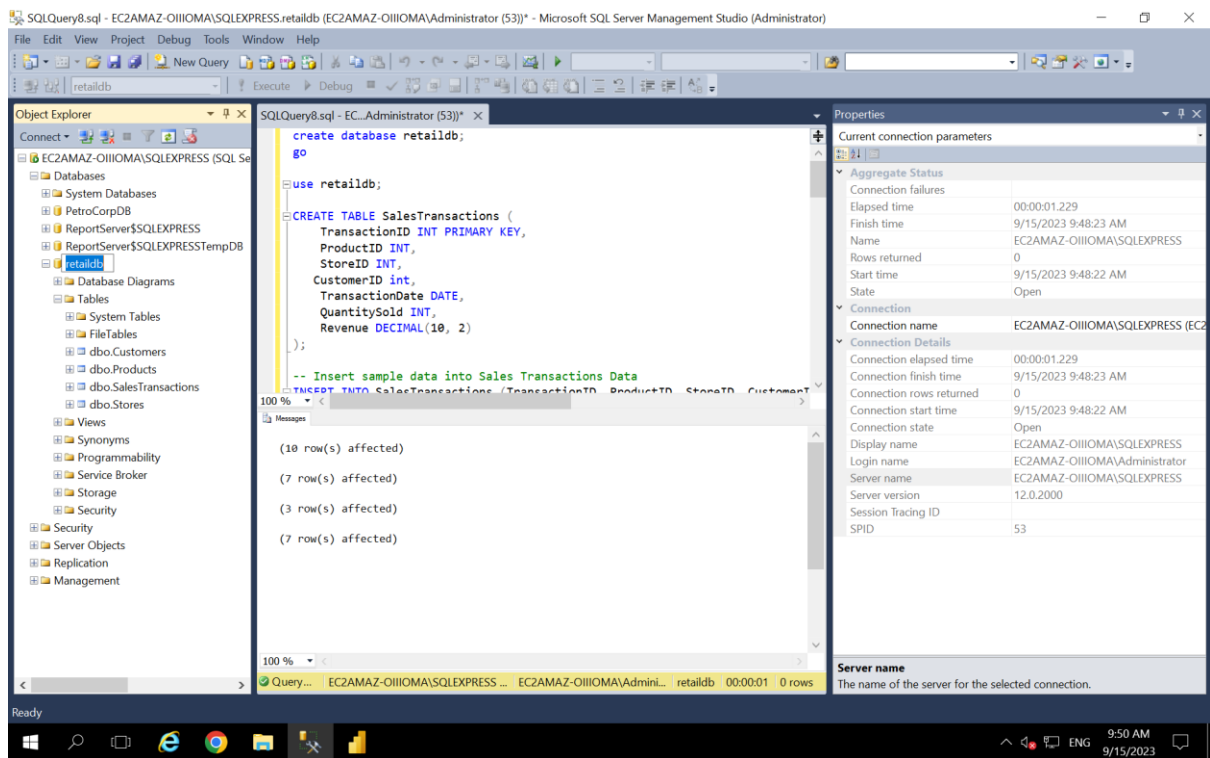 SQLQuery8.sql - EC2AMAZ-OIIIOMA\SQLEXPRESS.retaildb (EC2AMAZ-OIIIOMA\Administrator (53))* - Microsoft SQL Server Management Studio (Administrator)
File Edit View Project Debug Tools Window Help
New Query
retaildb Execute Debug
Object Explorer
Connect
EC2AMAZ-OIIIOMA\SQLEXPRESS (SQL Se
Databases
System Databases
PetroCorpDB
ReportServer$SQLEXPRESS
ReportServer$SQLEXPRESSTempDB
retaildb
Database Diagrams
Tables
System Tables
FileTables
dbo.Customers
dbo.Products
dbo.SalesTransactions
dbo.Stores
Views
Synonyms
Programmability
Service Broker
Storage
Security
Security
Server Objects
Replication
Management
SQLQuery8.sql - EC...Administrator (53))*
create database retaildb;
go
use retaildb;
CREATE TABLE SalesTransactions (
TransactionID INT PRIMARY KEY,
ProductID INT,
StoreID INT,
CustomerID int,
TransactionDate DATE,
QuantitySold INT,
Revenue DECIMAL(10, 2)
);
-- Insert sample data into Sales Transactions Data
INSERT INTO SalesTransactions (TransactionID, ProductID, StoreID, CustomerI
100 %
Messages
(10 row(s) affected)
(7 row(s) affected)
(3 row(s) affected)
(7 row(s) affected)
100 %
Query... EC2AMAZ-OIIIOMA\SQLEXPRESS ... EC2AMAZ-OIIIOMA\Admini... retaildb 00:00:01 0 rows
Properties
Current connection parameters
Aggregate Status
Connection failures
Elapsed time 00:00:01.229
Finish time 9/15/2023 9:48:23 AM
Name EC2AMAZ-OIIIOMA\SQLEXPRESS
Rows returned 0
Start time 9/15/2023 9:48:22 AM
State Open
Connection
Connection name EC2AMAZ-OIIIOMA\SQLEXPRESS (EC2
Connection Details
Connection elapsed time 00:00:01.229
Connection finish time 9/15/2023 9:48:23 AM
Connection rows returned 0
Connection start time 9/15/2023 9:48:22 AM
Connection state Open
Display name EC2AMAZ-OIIIOMA\SQLEXPRESS
Login name EC2AMAZ-OIIIOMA\Administrator
Server name EC2AMAZ-OIIIOMA\SQLEXPRESS
Server version 12.0.2000
Session Tracing ID
SPID 53
Server name
The name of the server for the selected connection.
Ready
ENG
9:50 AM
9/15/2023